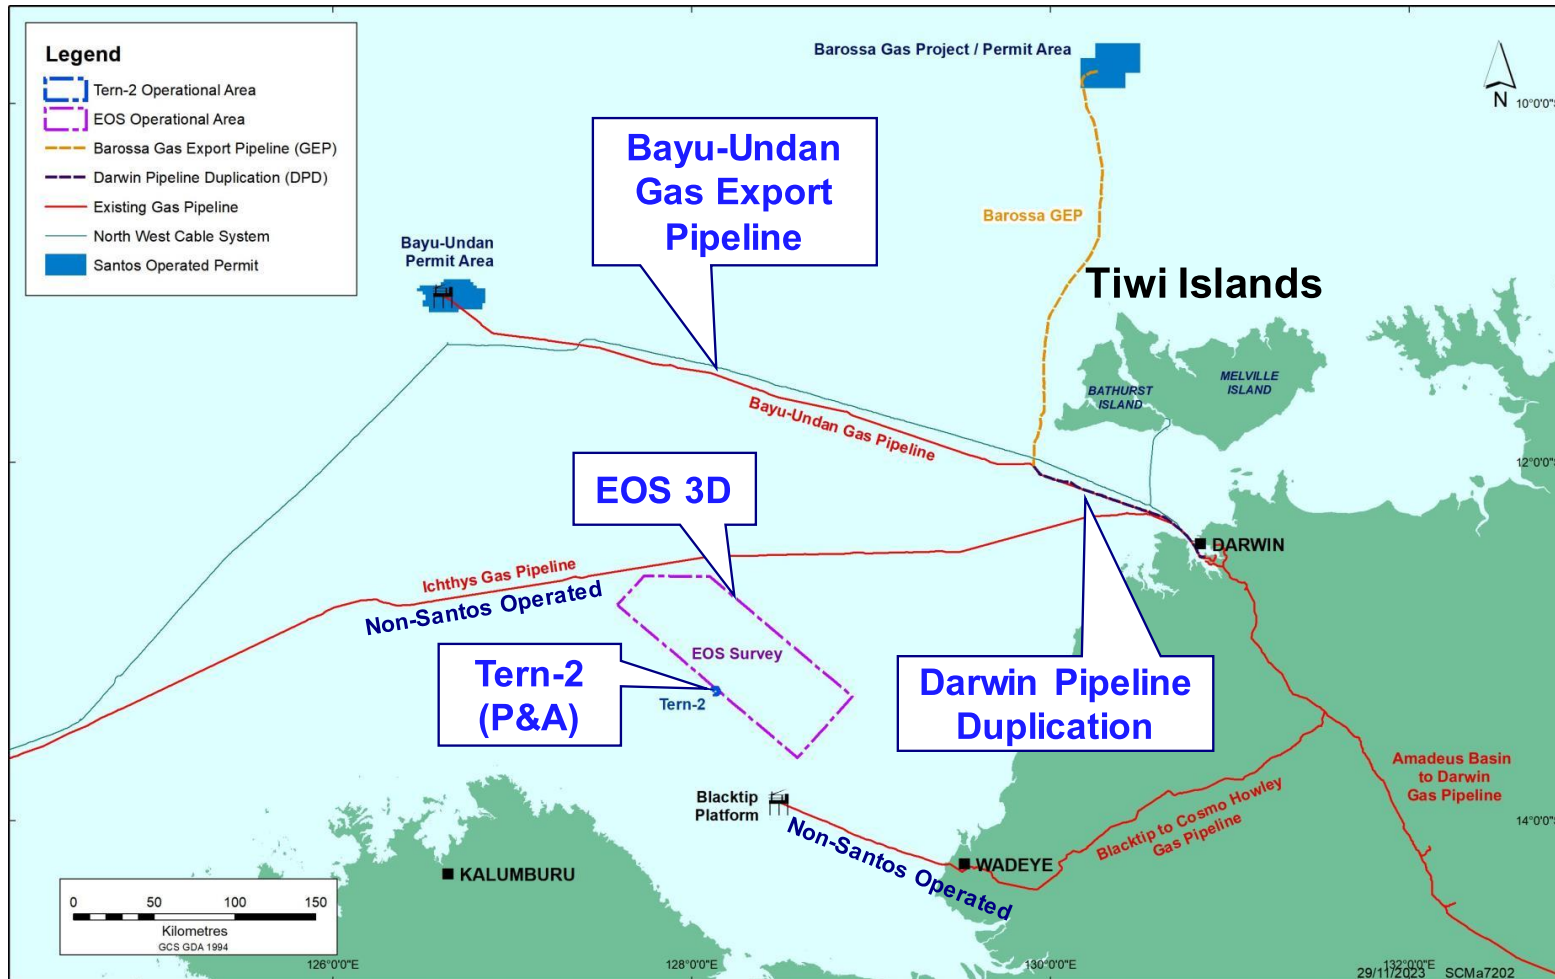 Legend
Tern-2 Operational Area
EOS Operational Area
Barossa Gas Export Pipeline (GEP)
Darwin Pipeline Duplication (DPD)
Existing Gas Pipeline
North West Cable System
Santos Operated Permit
Barossa Gas Project / Permit Area
N
10°0'0"S
Bayu-Undan
Gas Export
Pipeline
Barossa GEP
Bayu-Undan
Permit Area
Tiwi Islands
BATHURST
ISLAND
MELVILLE
ISLAND
Bayu-Undan Gas Pipeline
12°0'0"S
EOS 3D
DARWIN
Ichthys Gas Pipeline
Non-Santos Operated
EOS Survey
Tern-2
(P&A)
Tern-2
Darwin Pipeline
Duplication
Amadeus Basin
to Darwin
Gas Pipeline
Blacktip
Platform
Non-Santos Operated
Blacktip to Cosmo Howley
Gas Pipeline
14°0'0"S
WADEYE
KALUMBURU
0 50 100 150
Kilometres
GCS GDA 1994
126°0'0"E
128°0'0"E
130°0'0"E
132°0'0"E
29/11/2023 SCMa7202